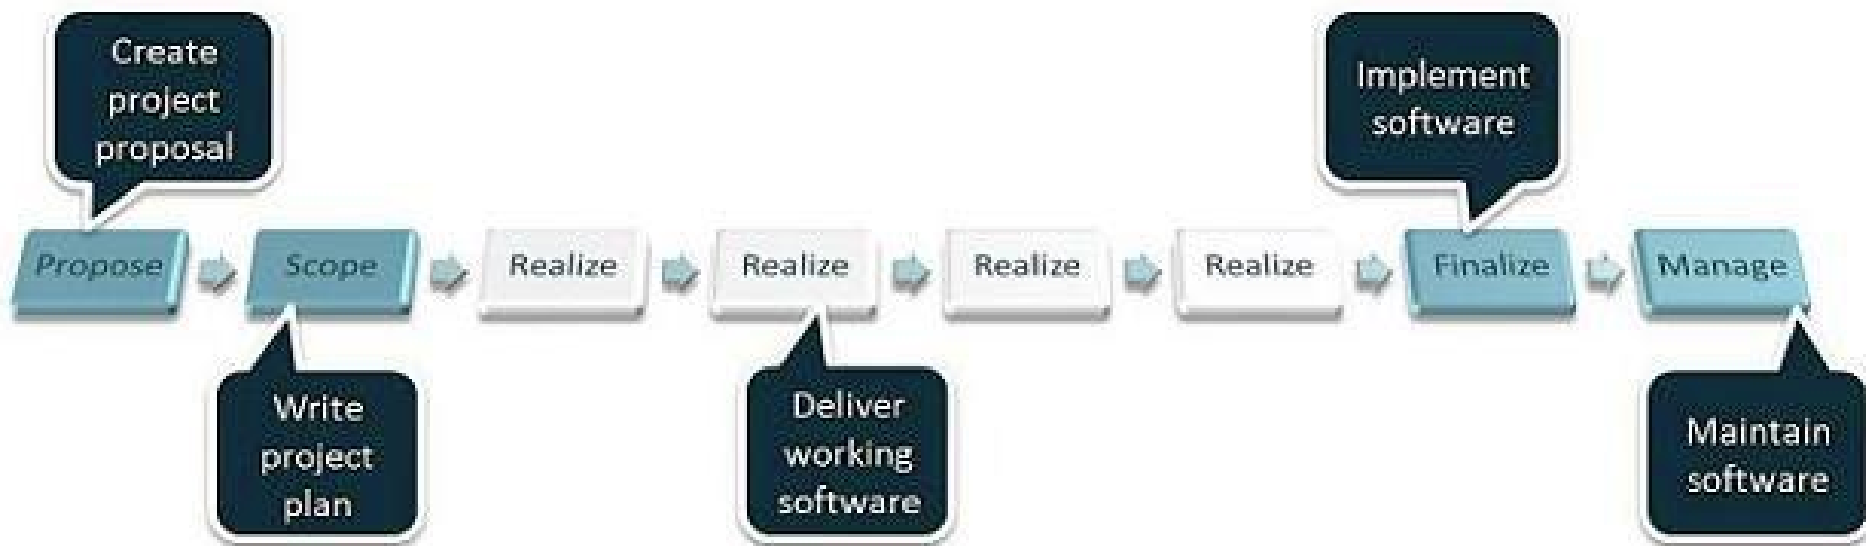 Create
project
proposal
Implement
software
Propose
Scope
Realize
Realize
Realize
Realize
Finalize
Manage
Write
project
plan
Deliver
working
software
Maintain
software